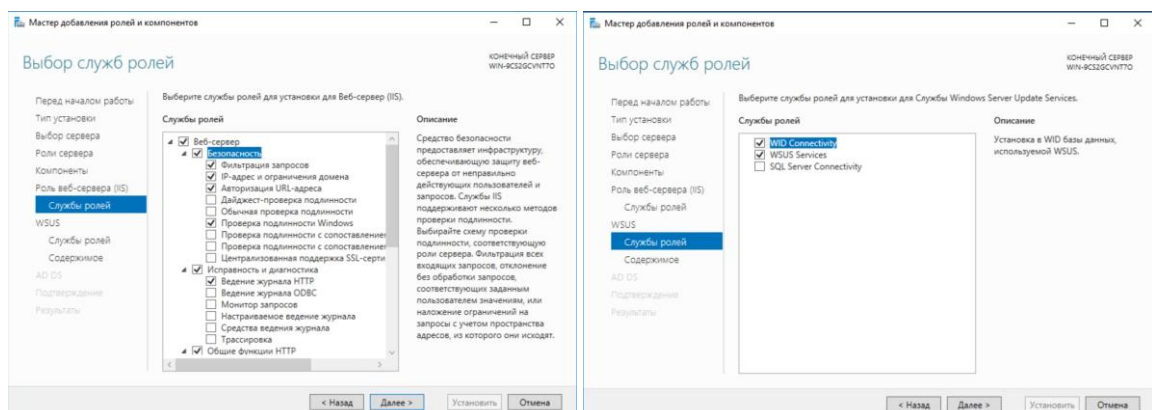 Мастер добавления ролей и компонентов
Выбор служб ролей
КОНЕЧНЫЙ СЕРВЕР
WIN-9CS2GCVNT7O
Перед началом работы
Тип установки
Выбор сервера
Роли сервера
Компоненты
Роль веб-сервера (IIS)
Службы ролей
WSUS
Службы ролей
Содержимое
AD DS
Подтверждение
Результаты
Выберите службы ролей для установки для Веб-сервер (IIS).
Службы ролей
Веб-сервер
Безопасность
Фильтрация запросов
IP-адрес и ограничения домена
Авторизация URL-адреса
Дайджест-проверка подлинности
Обычная проверка подлинности
Проверка подлинности Windows
Проверка подлинности с сопоставлением
Проверка подлинности с сопоставлением
Централизованная поддержка SSL-серти
Исправность и диагностика
Ведение журнала HTTP
Ведение журнала ODBC
Монитор запросов
Настраиваемое ведение журнала
Средства ведения журнала
Трассировка
Общие функции HTTP
Описание
Средство безопасности
предоставляет инфраструктуру,
обеспечивающую защиту веб-
сервера от неправильно
действующих пользователей и
запросов. Службы IIS
поддерживают несколько методов
проверки подлинности.
Выбирайте схему проверки
подлинности, соответствующую
роли сервера. Фильтрация всех
входящих запросов, отклонение
без обработки запросов,
соответствующих заданным
пользователем значениям, или
наложение ограничений на
запросы с учетом пространства
адресов, из которого они исходят.
< Назад
Далее >
Установить
Отмена
Мастер добавления ролей и компонентов
Выбор служб ролей
КОНЕЧНЫЙ СЕРВЕР
WIN-9CS2GCVNT7O
Перед началом работы
Тип установки
Выбор сервера
Роли сервера
Компоненты
Роль веб-сервера (IIS)
Службы ролей
WSUS
Службы ролей
Содержимое
AD DS
Подтверждение
Результаты
Выберите службы ролей для установки для Службы Windows Server Update Services.
Службы ролей
WID Connectivity
WSUS Services
SQL Server Connectivity
Описание
Установка в WID базы данных,
используемой WSUS.
< Назад
Далее >
Установить
Отмена